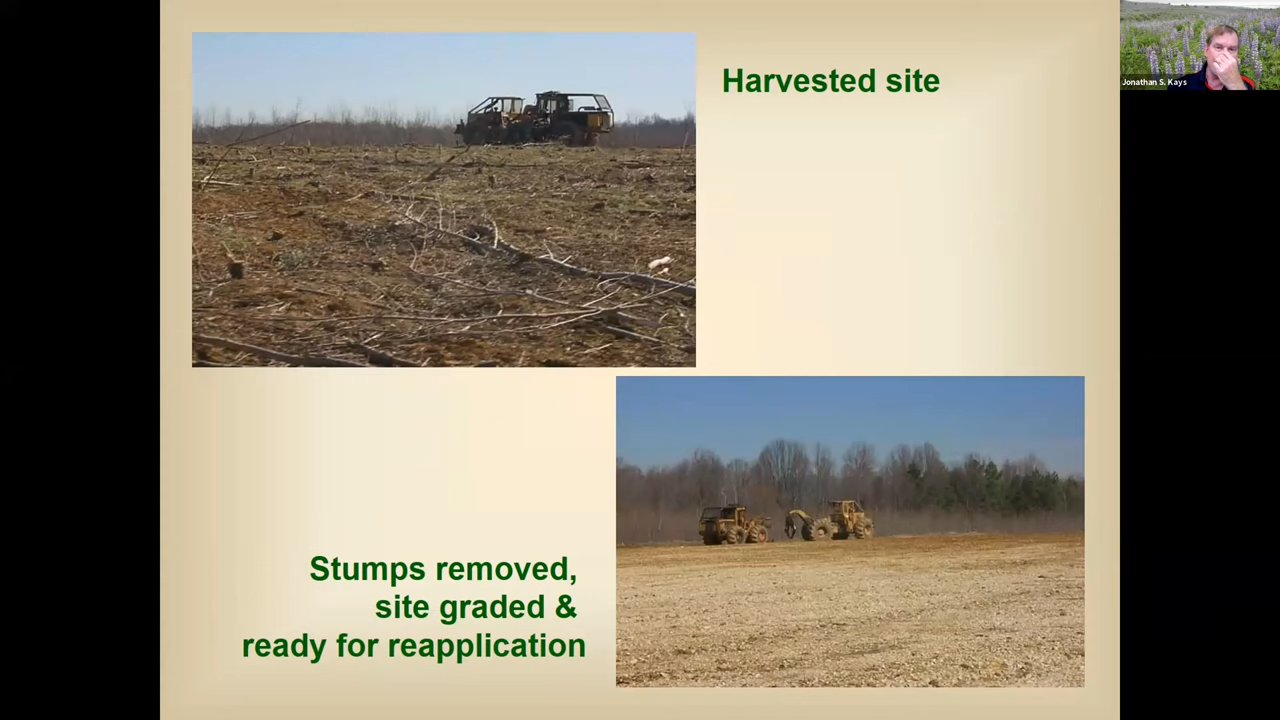 Harvested site
Jonathan S. Kays
Stumps removed,
site graded &
ready for reapplication